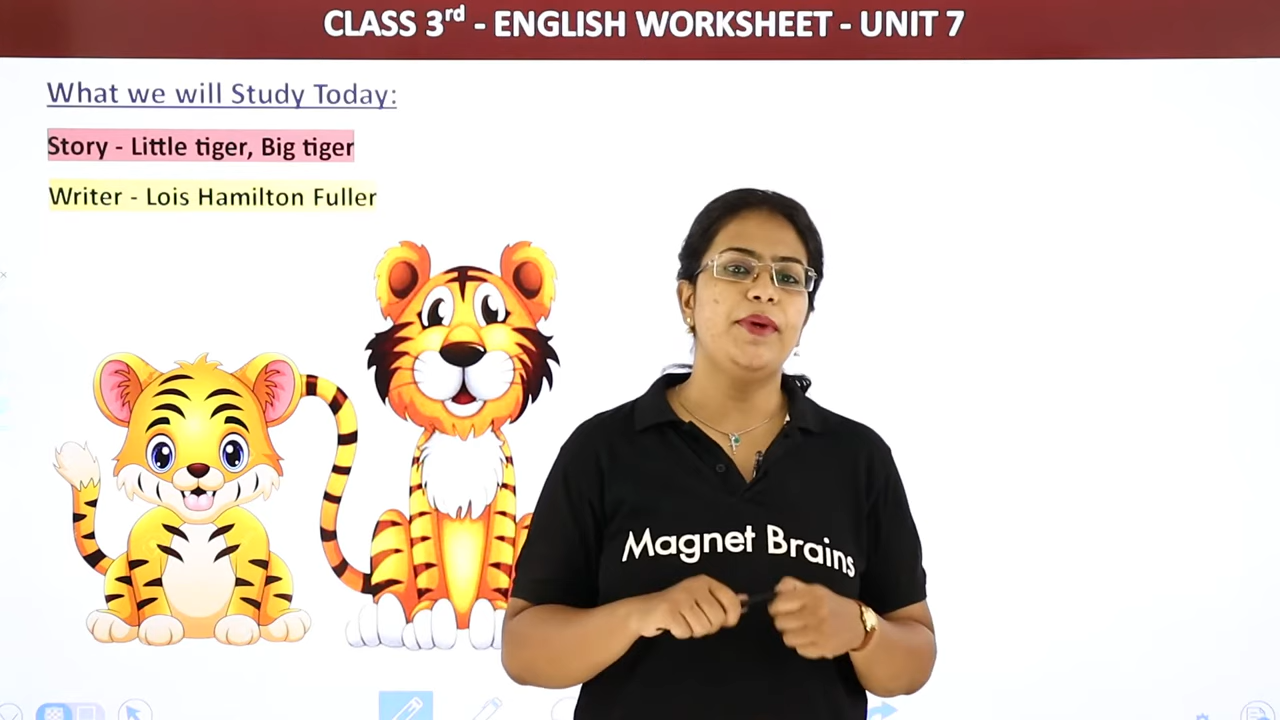 CLASS 3rd - ENGLISH WORKSHEET - UNIT 7
What we will Study Today:
Story - Little tiger, Big tiger
Writer - Lois Hamilton Fuller
Magnet Brains